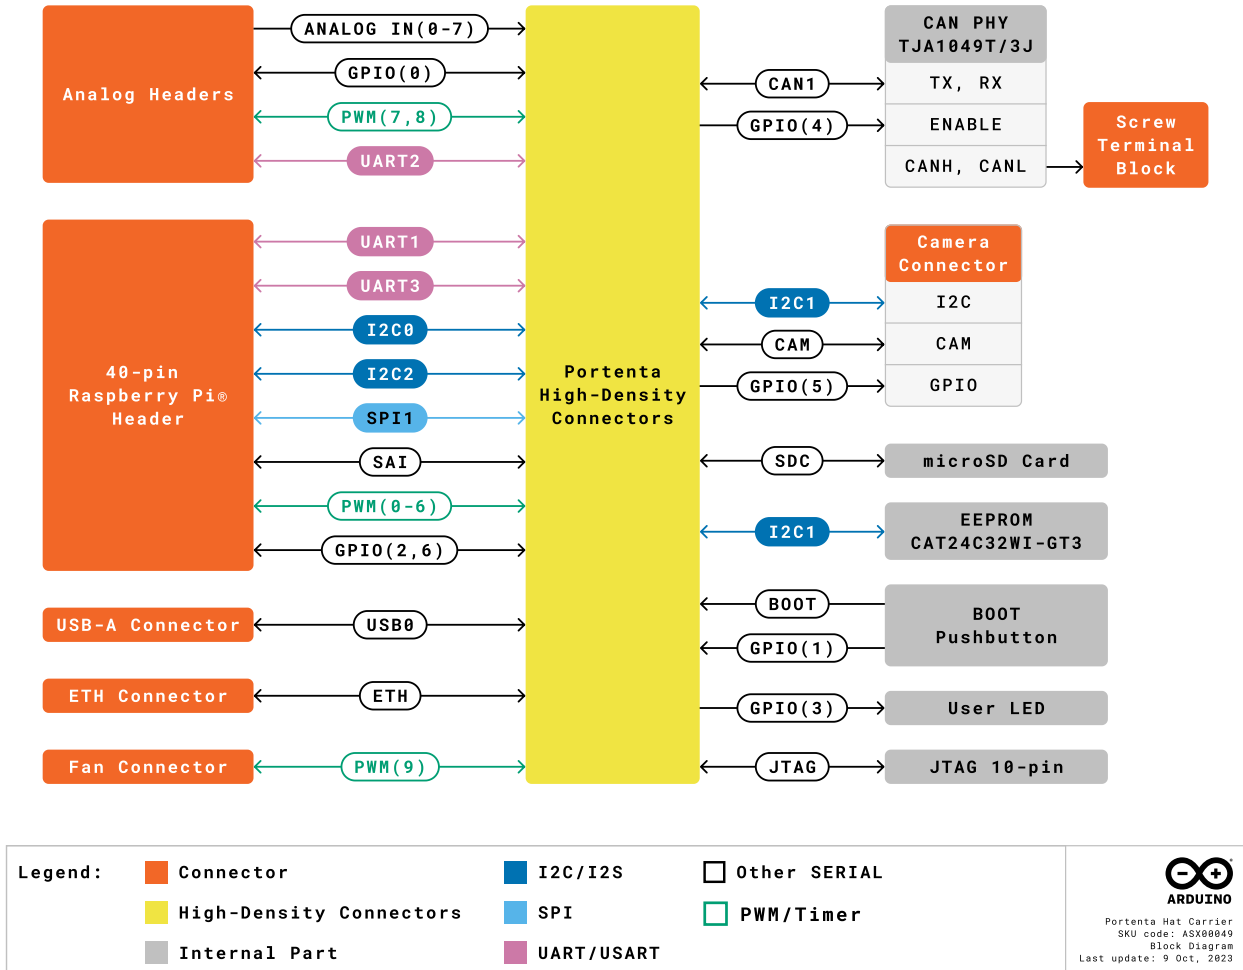 Analog Headers
ANALOG IN(0-7)
GPIO(0)
PWM(7,8)
UART2
40-pin
Raspberry Pi®
Header
UART1
UART3
I2C0
I2C2
SPI1
SAI
PWM(0-6)
GPIO(2,6)
USB-A Connector
USB0
ETH Connector
ETH
Fan Connector
PWM(9)
Portenta
High-Density
Connectors
CAN1
GPIO(4)
CAN PHY
TJA1049T/3J
TX, RX
ENABLE
CANH, CANL
Screw
Terminal
Block
I2C1
CAM
GPIO(5)
Camera
Connector
I2C
CAM
GPIO
SDC
microSD Card
I2C1
EEPROM
CAT24C32WI-GT3
BOOT
GPIO(1)
BOOT
Pushbutton
GPIO(3)
User LED
JTAG
JTAG 10-pin
Legend:
Connector
High-Density Connectors
Internal Part
I2C/I2S
SPI
UART/USART
Other SERIAL
PWM/Timer
ARDUINO
Portenta Hat Carrier
SKU code: ASX00049
Block Diagram
Last update: 9 Oct, 2023